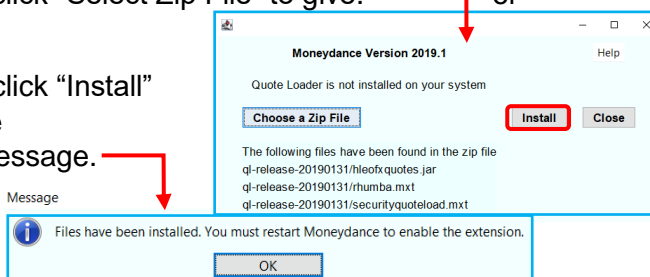 click “Select Zip File” to give:
Moneydance Version 2019.1
Help
Quote Loader is not installed on your system
click “Install”
Choose a Zip File
Install
Close
The following files have been found in the zip file
message.
ql-release-20190131/hleofxquotes.jar
ql-release-20190131/rhumba.mxt
ql-release-20190131/securityquoteload.mxt
Message
Files have been installed. You must restart Moneydance to enable the extension.
OK